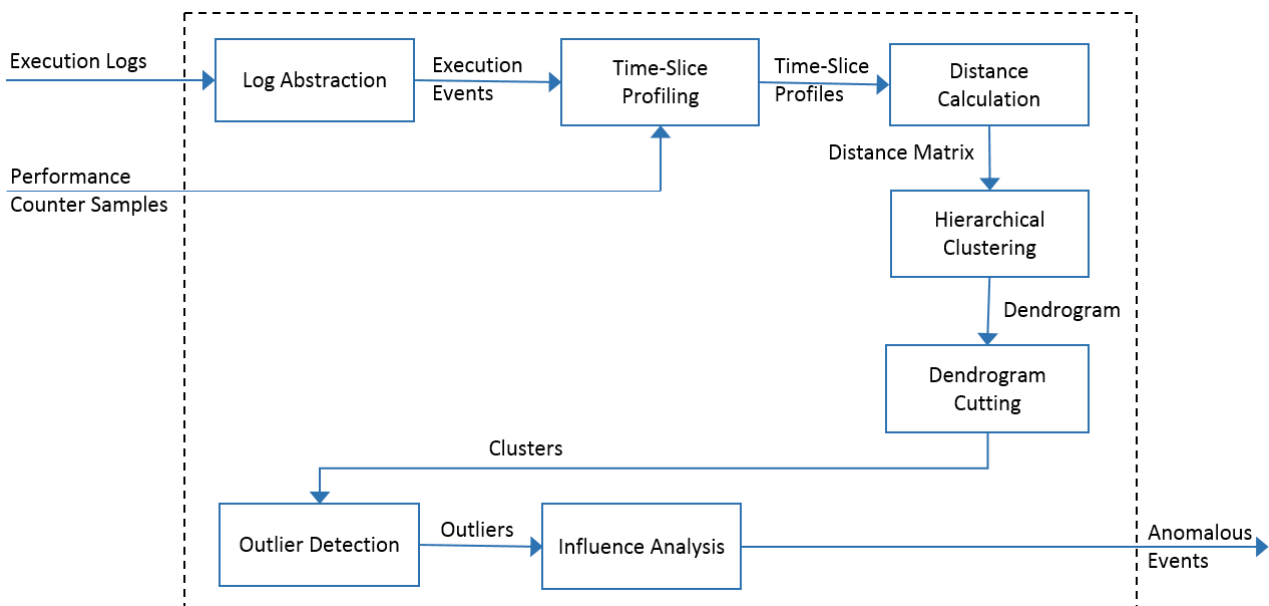 Execution Logs
Log Abstraction
Execution
Events
Time-Slice
Profiling
Time-Slice
Profiles
Distance
Calculation
Performance
Counter Samples
Distance Matrix
Hierarchical
Clustering
Dendrogram
Dendrogram
Cutting
Clusters
Outlier Detection
Outliers
Influence Analysis
Anomalous
Events